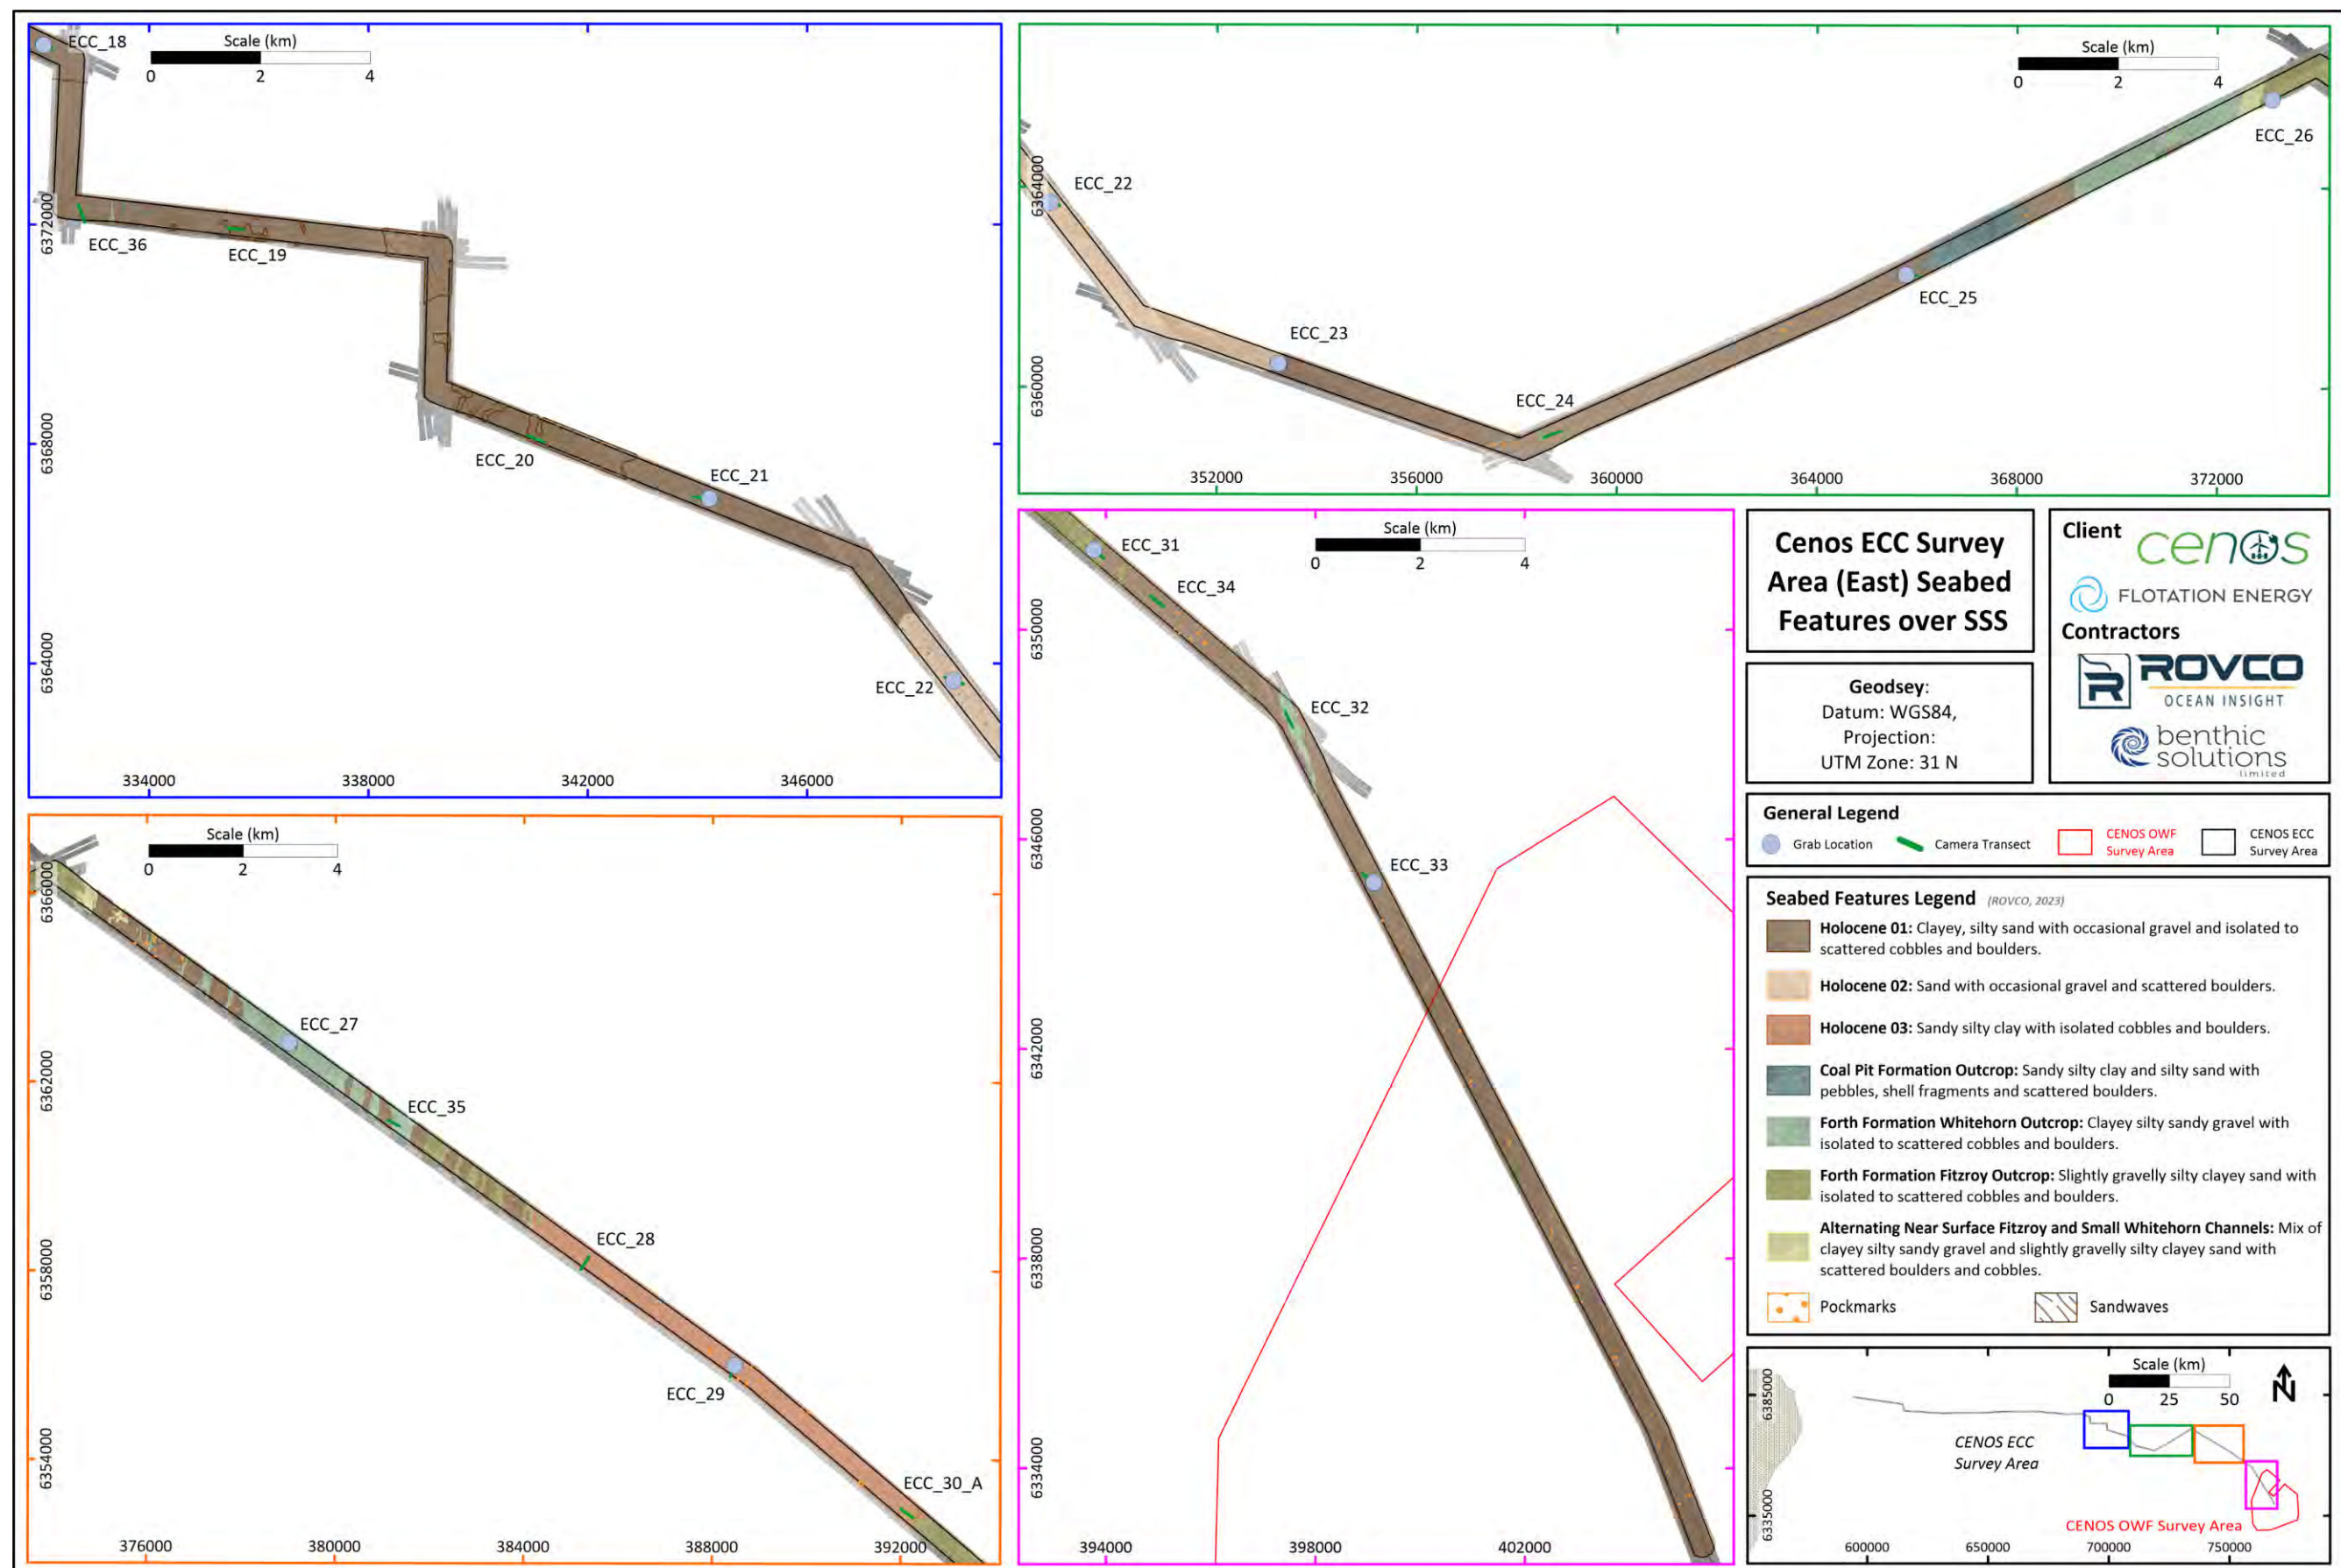 ECC_18
Scale (km)
0 2 4
6372000
ECC_36
ECC_19
6368000
ECC_20
ECC_21
6364000
ECC_22
334000 338000 342000 346000
Scale (km)
0 2 4
6364000
ECC_22
ECC_26
ECC_25
ECC_23
6360000
ECC_24
352000 356000 360000 364000 368000 372000
Scale (km)
0 2 4
6366000
ECC_27
6362000
ECC_35
ECC_28
6358000
ECC_29
6354000
ECC_30_A
376000 380000 384000 388000 392000
Scale (km)
0 2 4
ECC_31
ECC_34
6350000
ECC_32
6346000
ECC_33
6342000
6338000
6334000
394000 398000 402000
Cenos ECC Survey
Area (East) Seabed
Features over SSS
Geodsey:
Datum: WGS84,
Projection:
UTM Zone: 31 N
Client
cenos
FLOTATION ENERGY
Contractors
ROVCO
OCEAN INSIGHT
benthic
solutions
limited
General Legend
Grab Location
Camera Transect
CENOS OWF
Survey Area
CENOS ECC
Survey Area
Seabed Features Legend (ROVCO, 2023)
Holocene 01: Clayey, silty sand with occasional gravel and isolated to
scattered cobbles and boulders.
Holocene 02: Sand with occasional gravel and scattered boulders.
Holocene 03: Sandy silty clay with isolated cobbles and boulders.
Coal Pit Formation Outcrop: Sandy silty clay and silty sand with
pebbles, shell fragments and scattered boulders.
Forth Formation Whitehorn Outcrop: Clayey silty sandy gravel with
isolated to scattered cobbles and boulders.
Forth Formation Fitzroy Outcrop: Slightly gravelly silty clayey sand with
isolated to scattered cobbles and boulders.
Alternating Near Surface Fitzroy and Small Whitehorn Channels: Mix of
clayey silty sandy gravel and slightly gravelly silty clayey sand with
scattered boulders and cobbles.
Pockmarks
Sandwaves
Scale (km)
0 25 50
N
6385000
CENOS ECC
Survey Area
6335000
CENOS OWF Survey Area
600000 650000 700000 750000